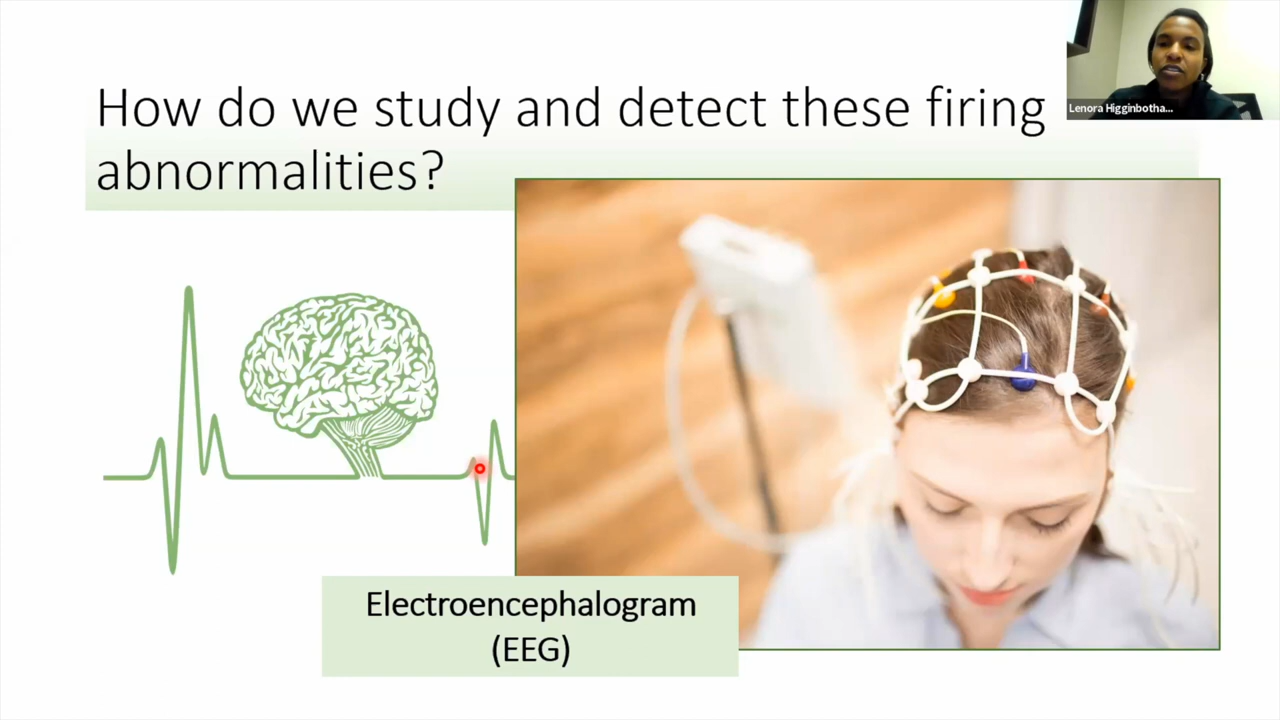 How do we study and detect these firing
abnormalities?
Lenora Higginbotha...
Electroencephalogram
(EEG)